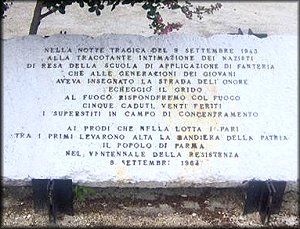 NELLA NOTTE TRAGICA DEL 8 SETTEMBRE 1943
ALLA TRACOTANTE INTIMAZIONE DEI NAZISTI
DI RESA DELLA SCUOLA DI APPLICAZIONE DI FANTERIA
CHE ALLE GENERAZIONI DEI GIOVANI
AVEVA INSEGNATO LA STRADA DELL'ONORE
ECHEGGIO IL GRIDO
AL FUOCO RISPONDEREMO COL FUOCO
CINQUE CADUTI, VENTI FERITI
I SUPERSTITI IN CAMPO DI CONCENTRAMENTO
AI PRODI CHE NELLA LOTTA IMPARI
TRA I PRIMI LEVARONO ALTA LA BANDIERA DELLA PATRIA
IL POPOLO DI PARMA
NEL VENTENNALE DELLA RESISTENZA
8 SETTEMBRE 1964